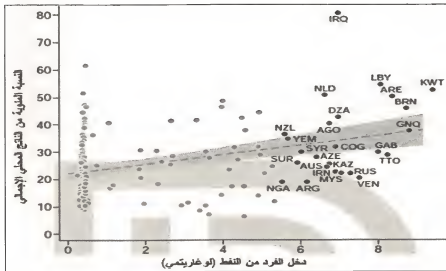 النسبة المئوية من الناتج المحلي الإجمالي
80
70
60
50
40
30
20
10
0
IRQ
LBY
KWT
NLD
ARE
BRN
DZA
GNQ
NZL
AGO
YEM
SYR
COG
GAB
SUR
AZE
TTO
AUS
KAZ
IRN
RUS
NGA
ARG
MYS
VEN
0
2
4
6
8
دخل الفرد من النفط (لوغاريتمي)